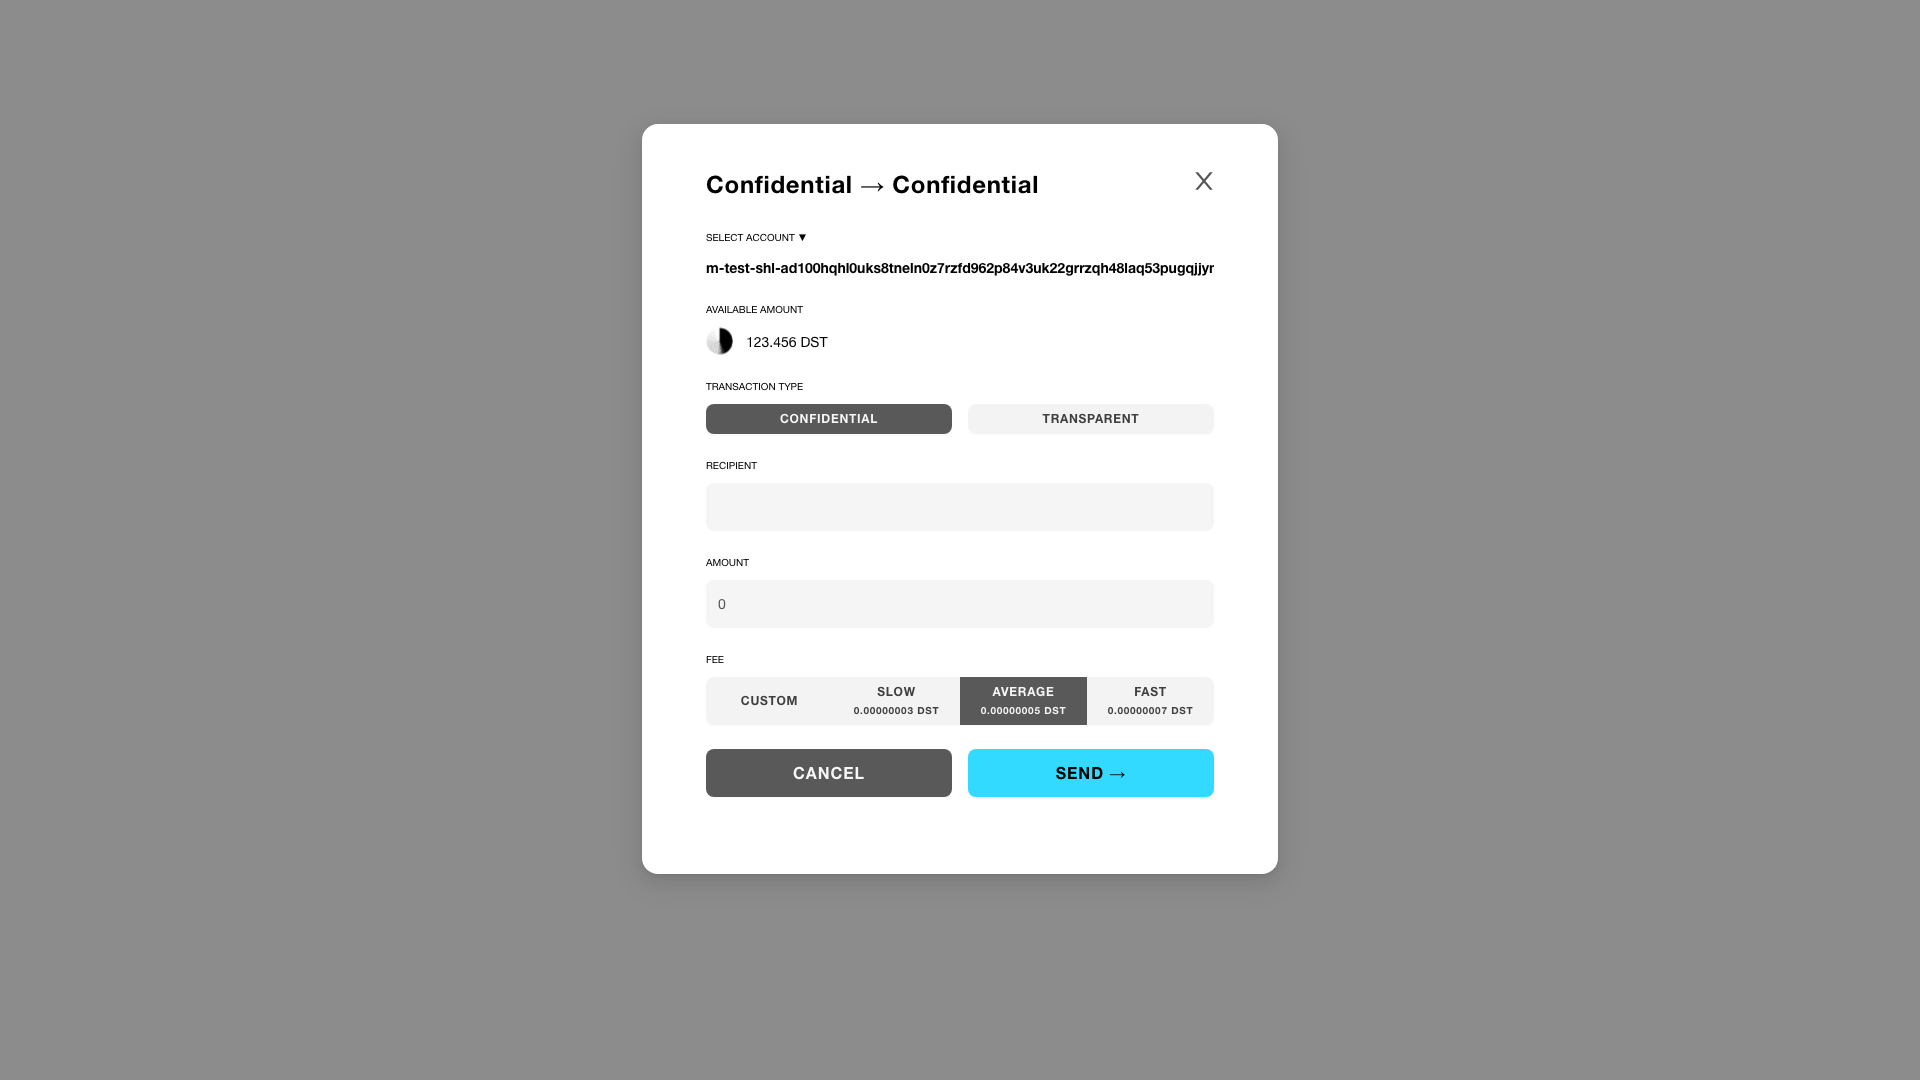 Confidential → Confidential
X
SELECT ACCOUNT ▼
m-test-shl-ad100hqhl0uks8tneln0z7rzfd962p84v3uk22grrzqh48laq53pugqjjyr
AVAILABLE AMOUNT
123.456 DST
TRANSACTION TYPE
CONFIDENTIAL
TRANSPARENT
RECIPIENT
AMOUNT
0
FEE
CUSTOM
SLOW
0.00000003 DST
AVERAGE
0.00000005 DST
FAST
0.00000007 DST
CANCEL
SEND →